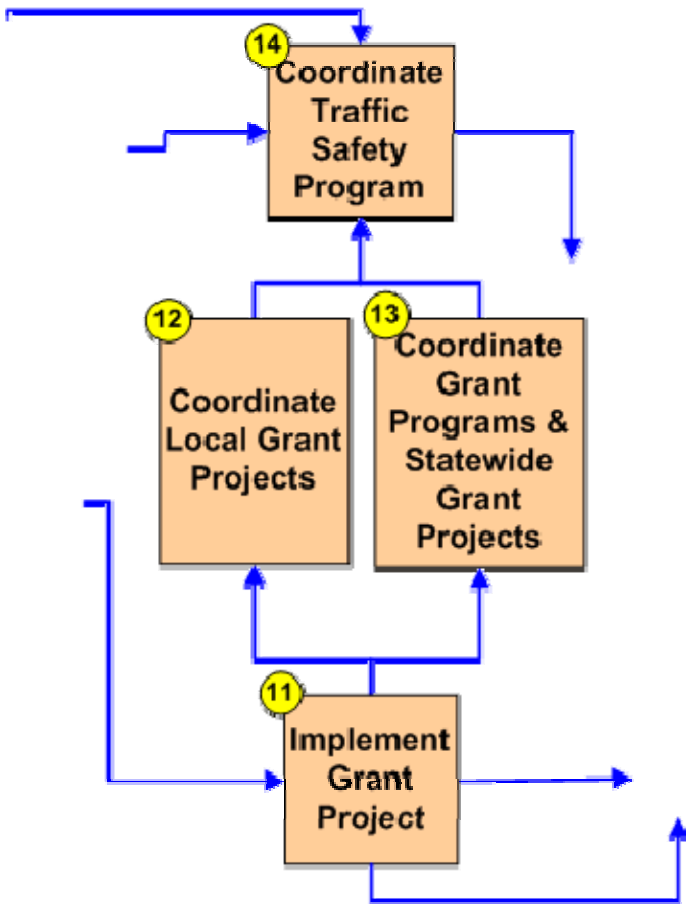 14
Coordinate
Traffic
Safety
Program
12
Coordinate
Local Grant
Projects
13
Coordinate
Grant
Programs &
Statewide
Grant
Projects
11
Implement
Grant
Project